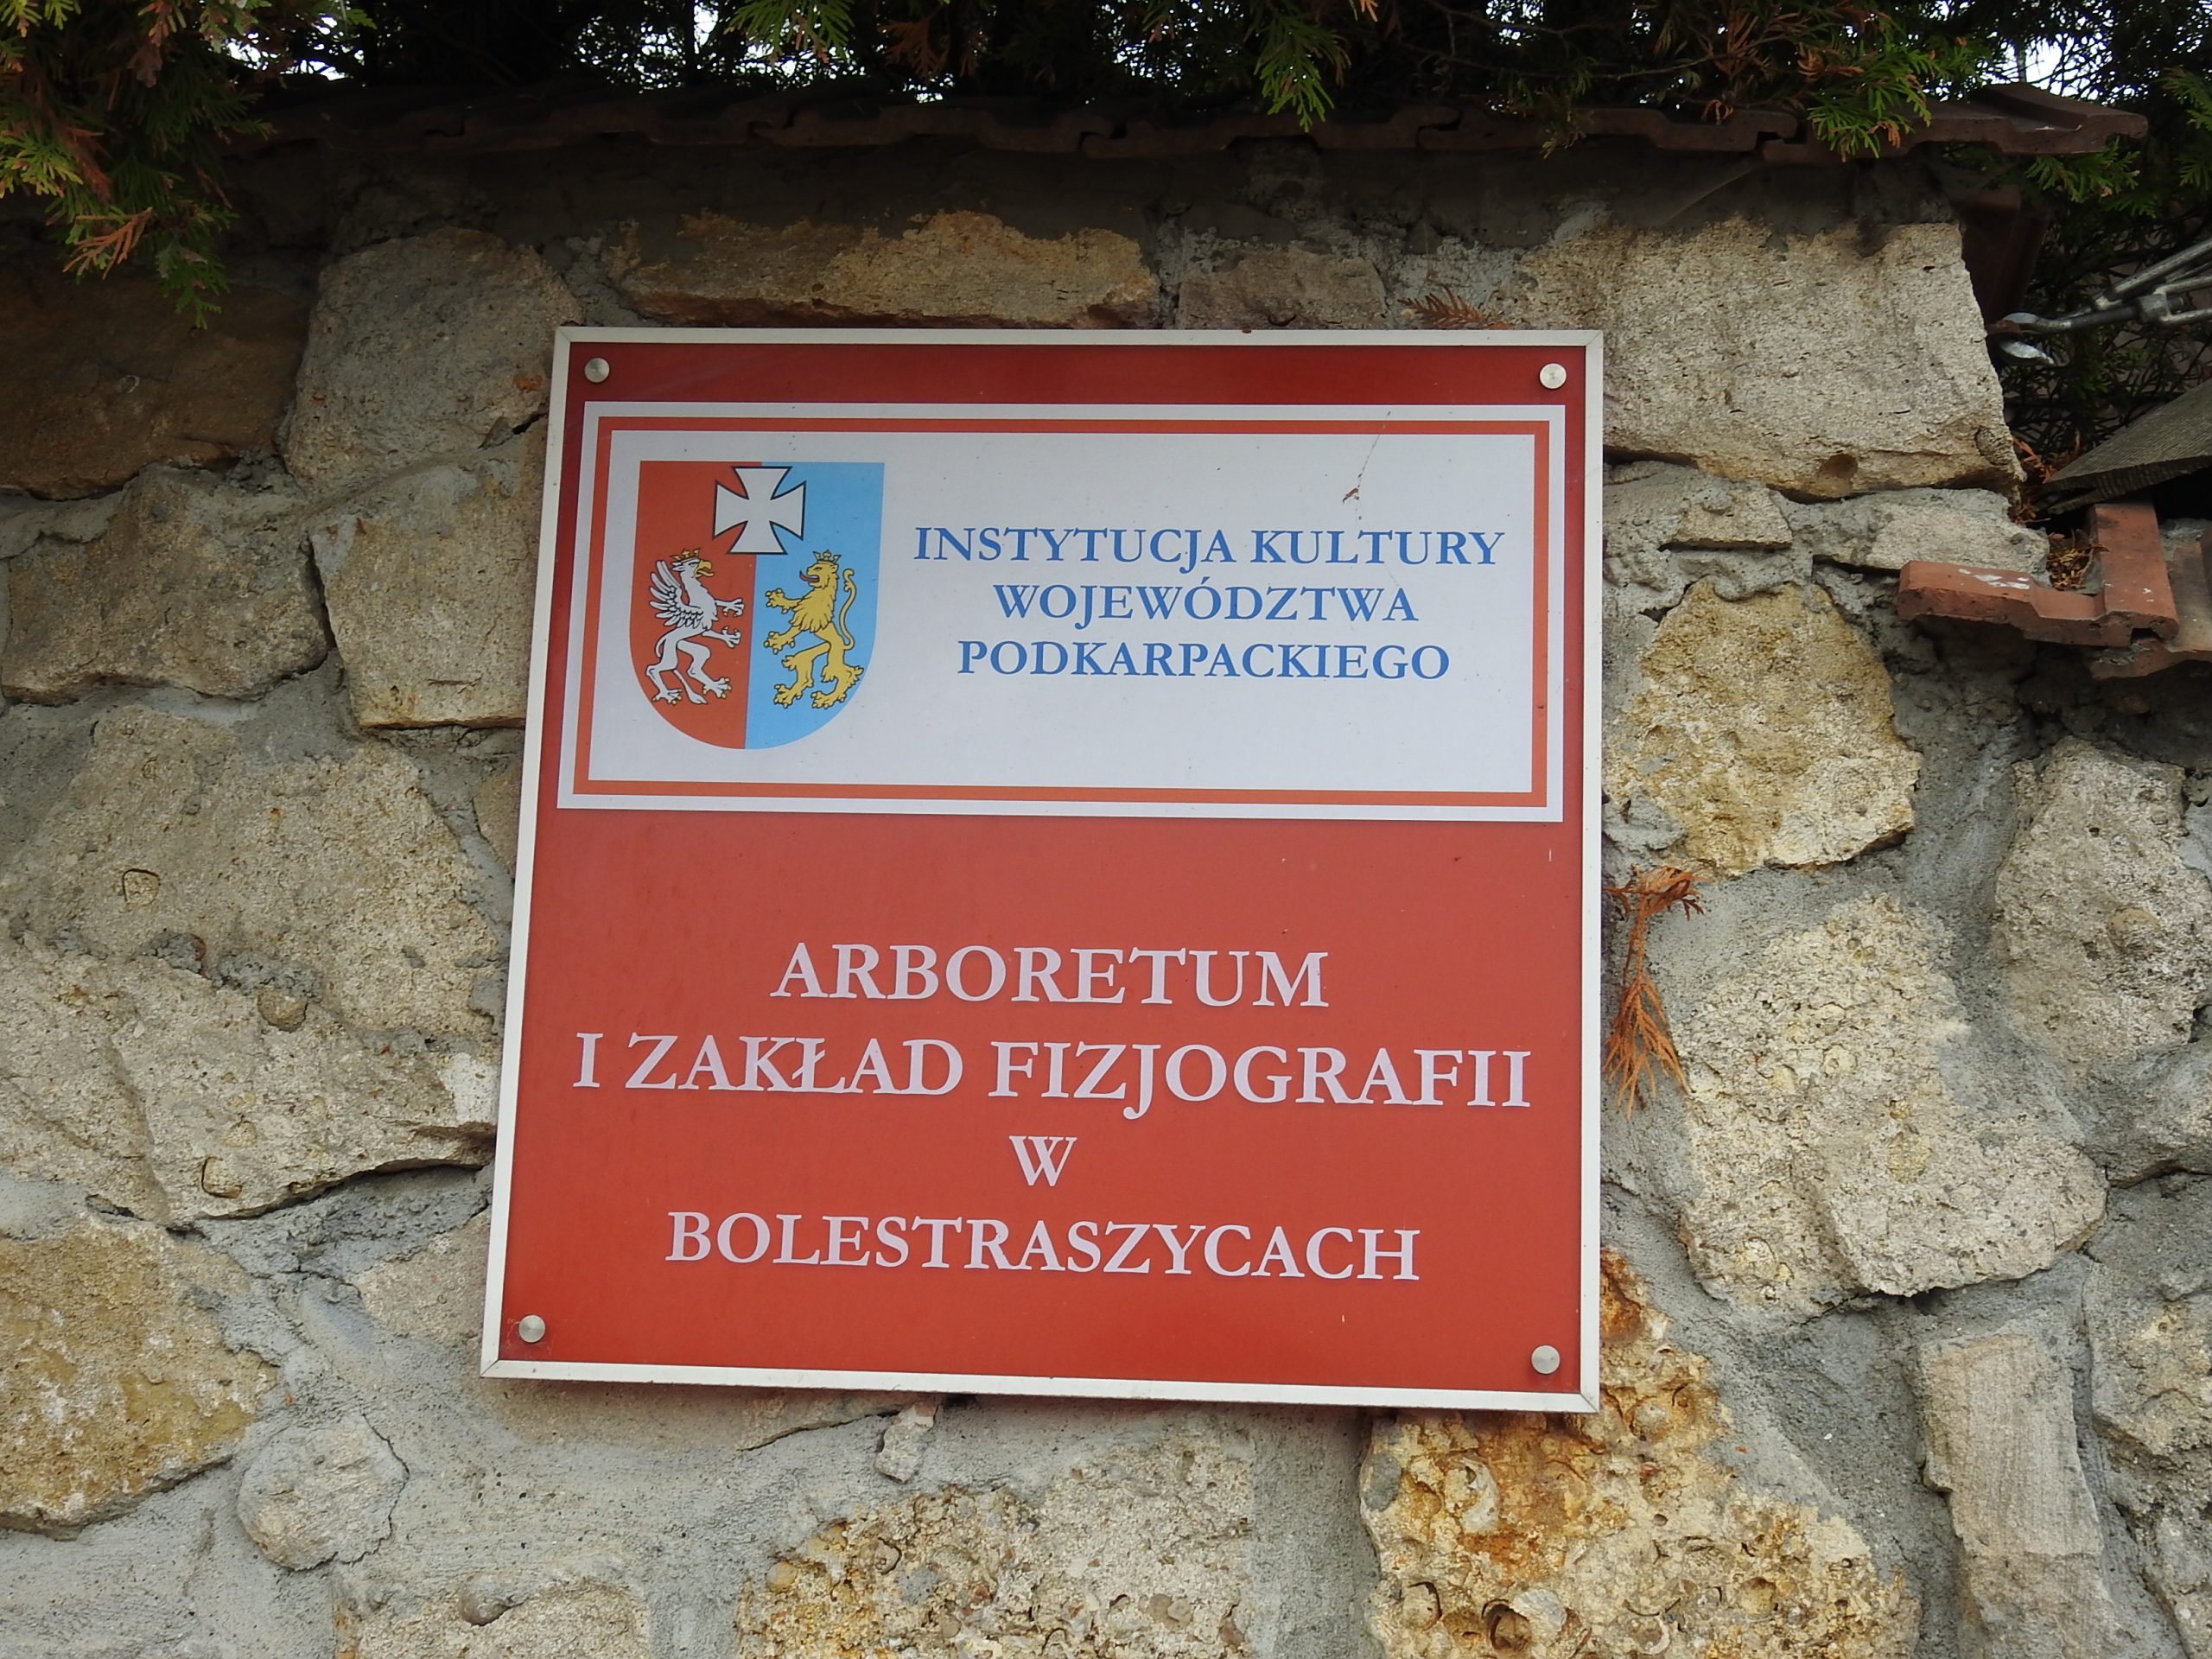 INSTYTUCJA KULTURY
WOJEWÓDZTWA
PODKARPACKIEGO
ARBORETUM
I ZAKŁAD FIZJOGRAFII
W
BOLESTRASZYCACH